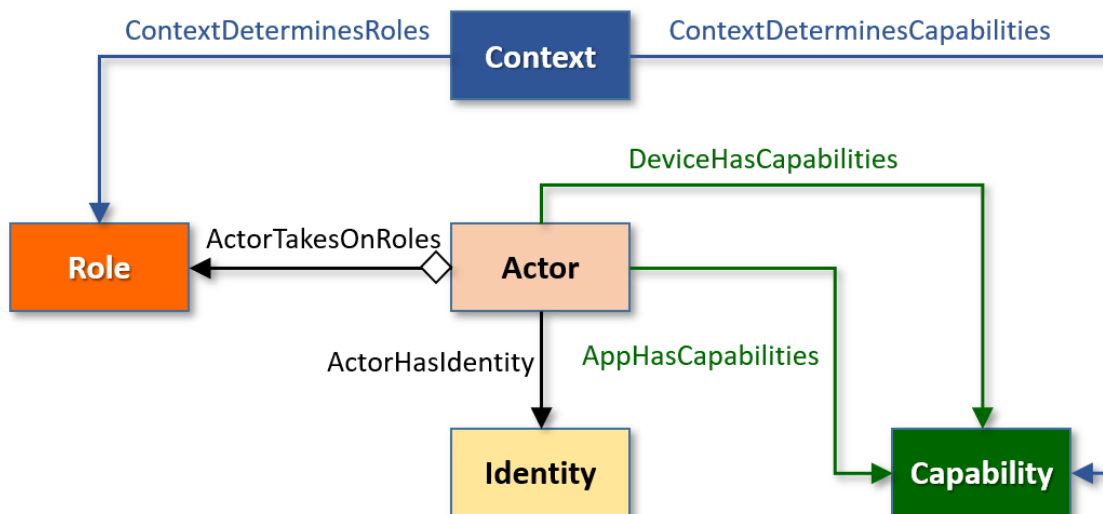 ContextDeterminesRoles
Context
ContextDeterminesCapabilities
DeviceHasCapabilities
Role
ActorTakesOnRoles
Actor
ActorHasIdentity
AppHasCapabilities
Identity
Capability